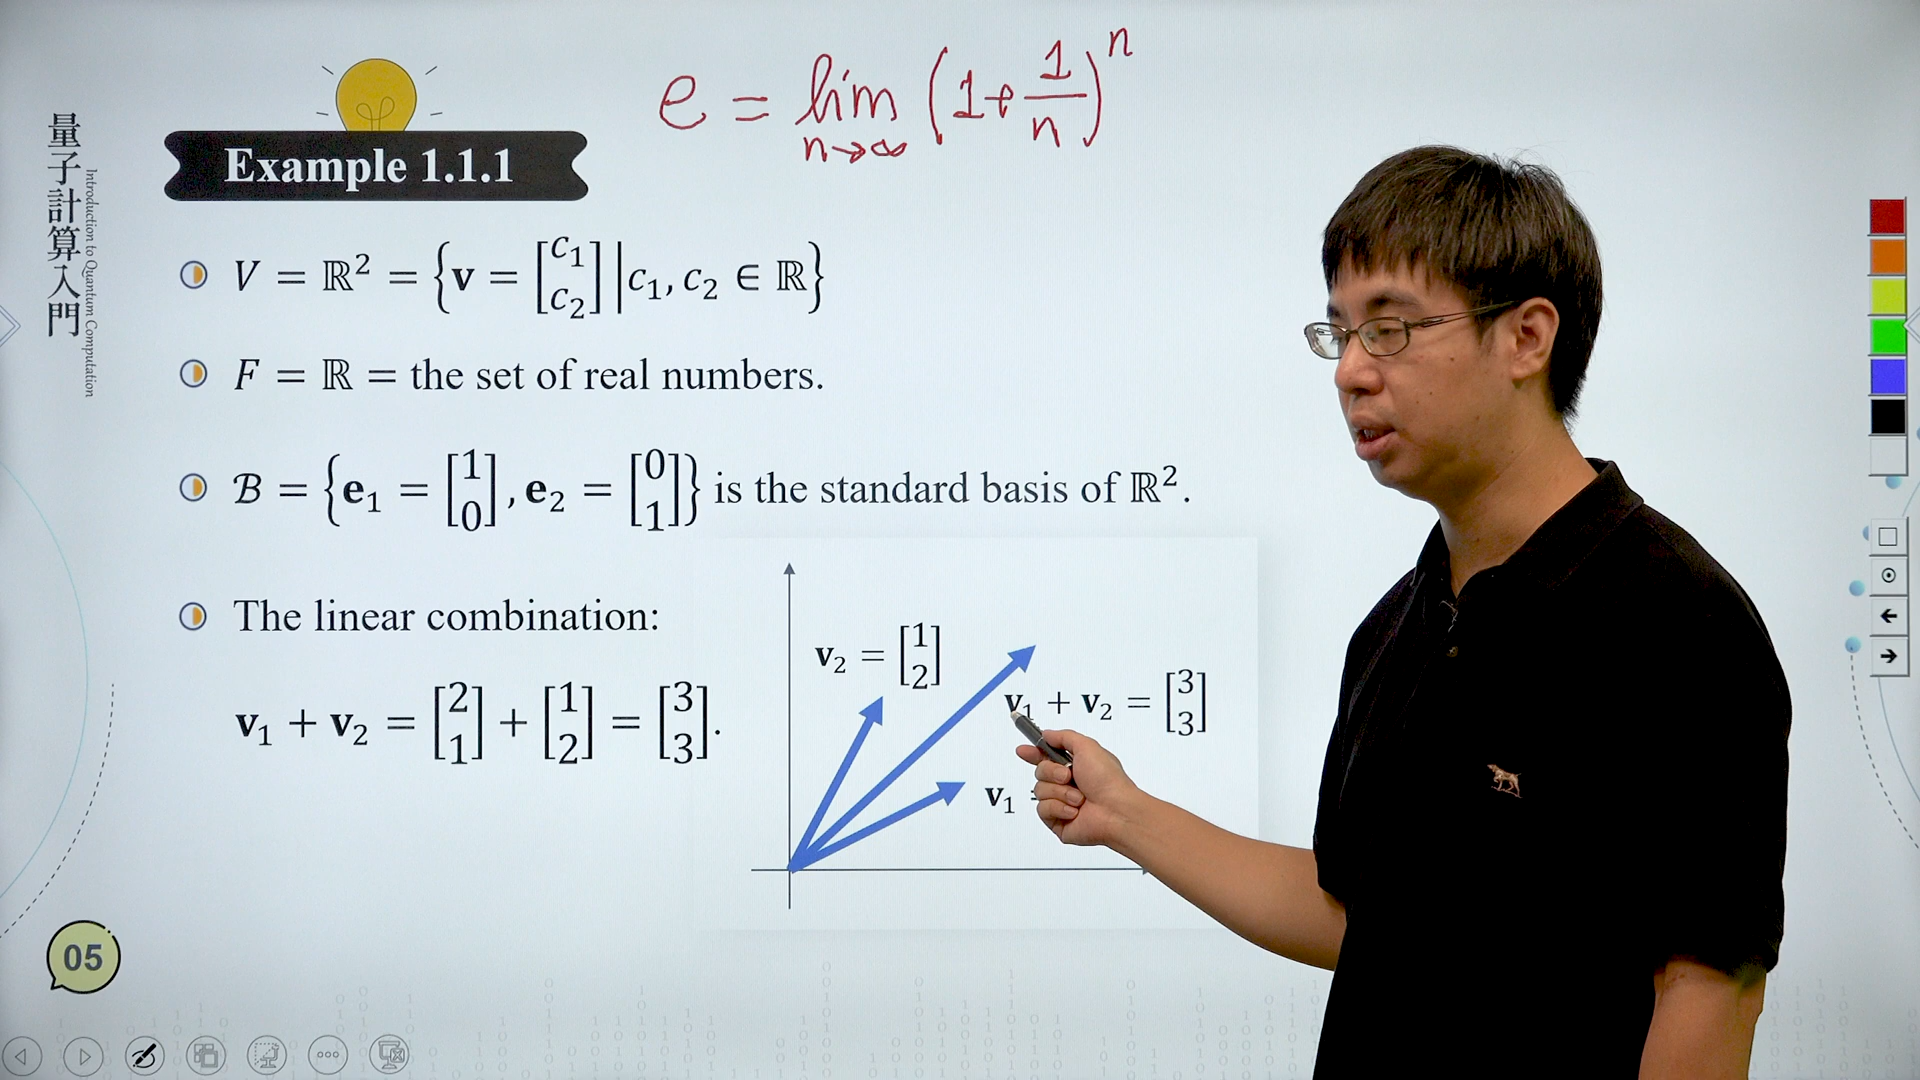 e = lim (1+1/n)^n
n→∞
Example 1.1.1
量子計算入門
Introduction to Quantum Computation
V = ℝ² = {v = [c₁ c₂] | c₁, c₂ ∈ ℝ}
F = ℝ = the set of real numbers.
ℬ = {e₁ = [1 0], e₂ = [0 1]} is the standard basis of ℝ².
The linear combination:
v₁ + v₂ = [2 1] + [1 2] = [3 3].
v₂ = [1 2]
v₁ + v₂ = [3 3]
v₁
05